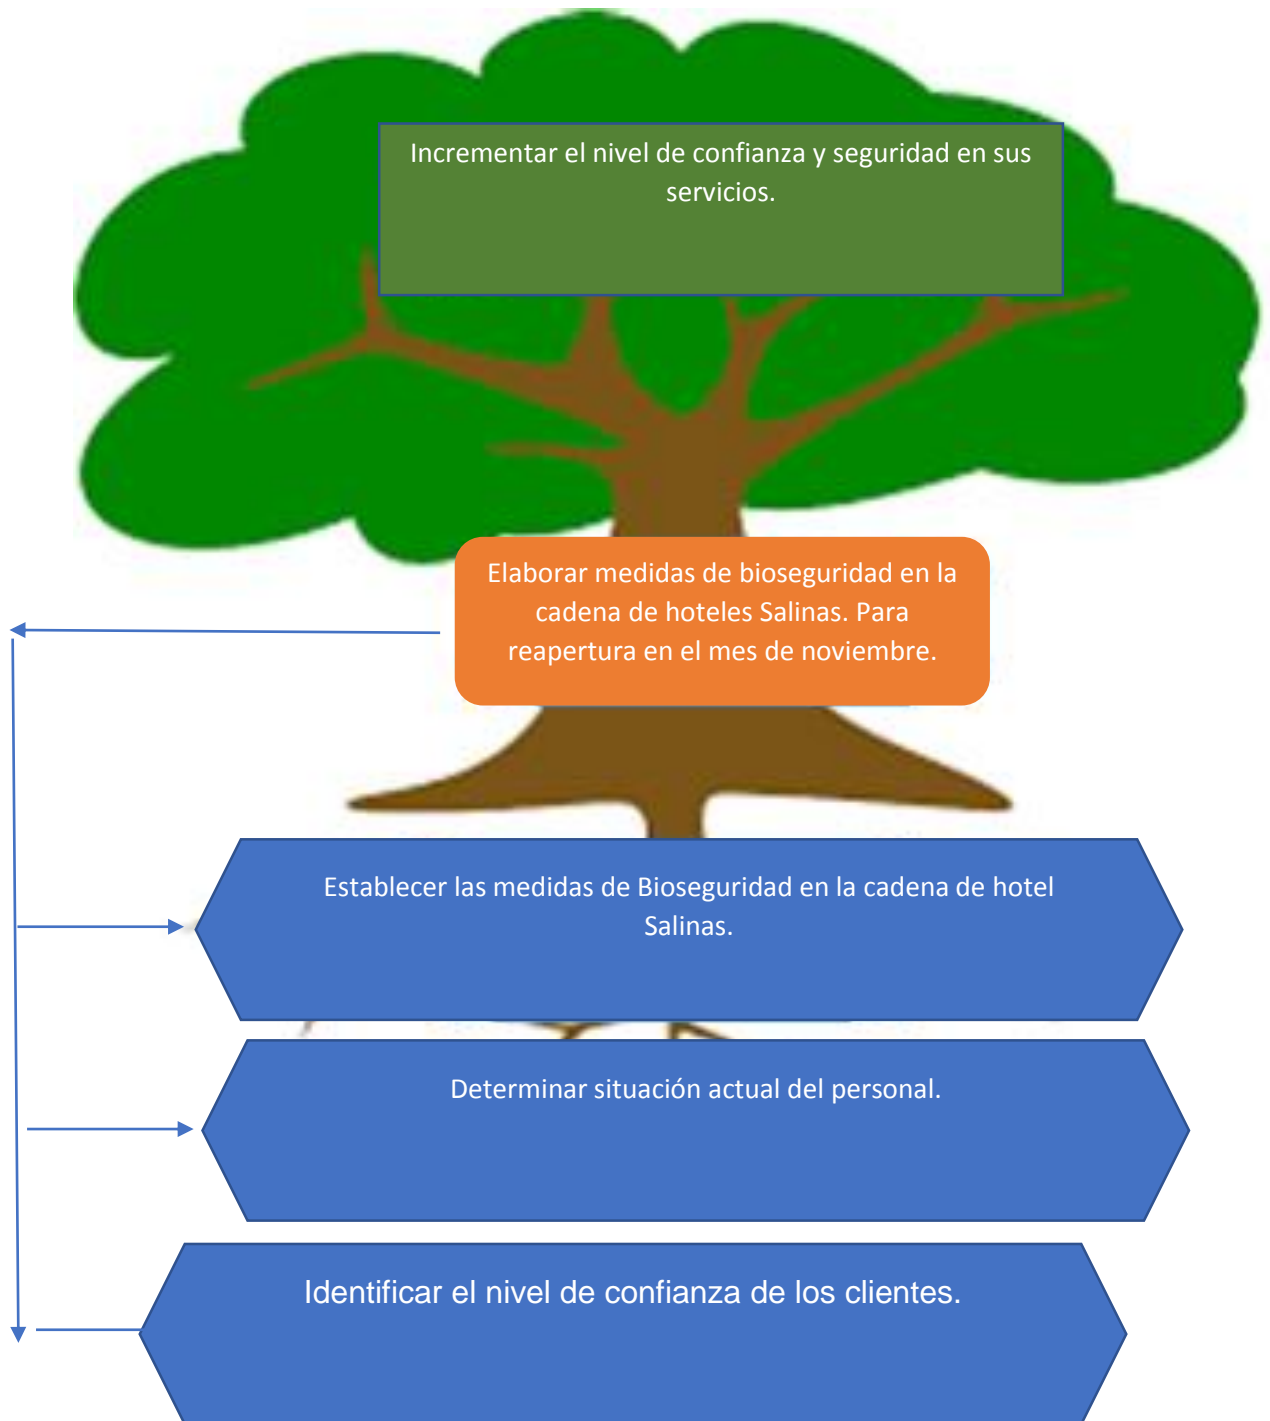 Incrementar el nivel de confianza y seguridad en sus
servicios.
Elaborar medidas de bioseguridad en la
cadena de hoteles Salinas. Para
reapertura en el mes de noviembre.
Establecer las medidas de Bioseguridad en la cadena de hotel
Salinas.
Determinar situación actual del personal.
Identificar el nivel de confianza de los clientes.